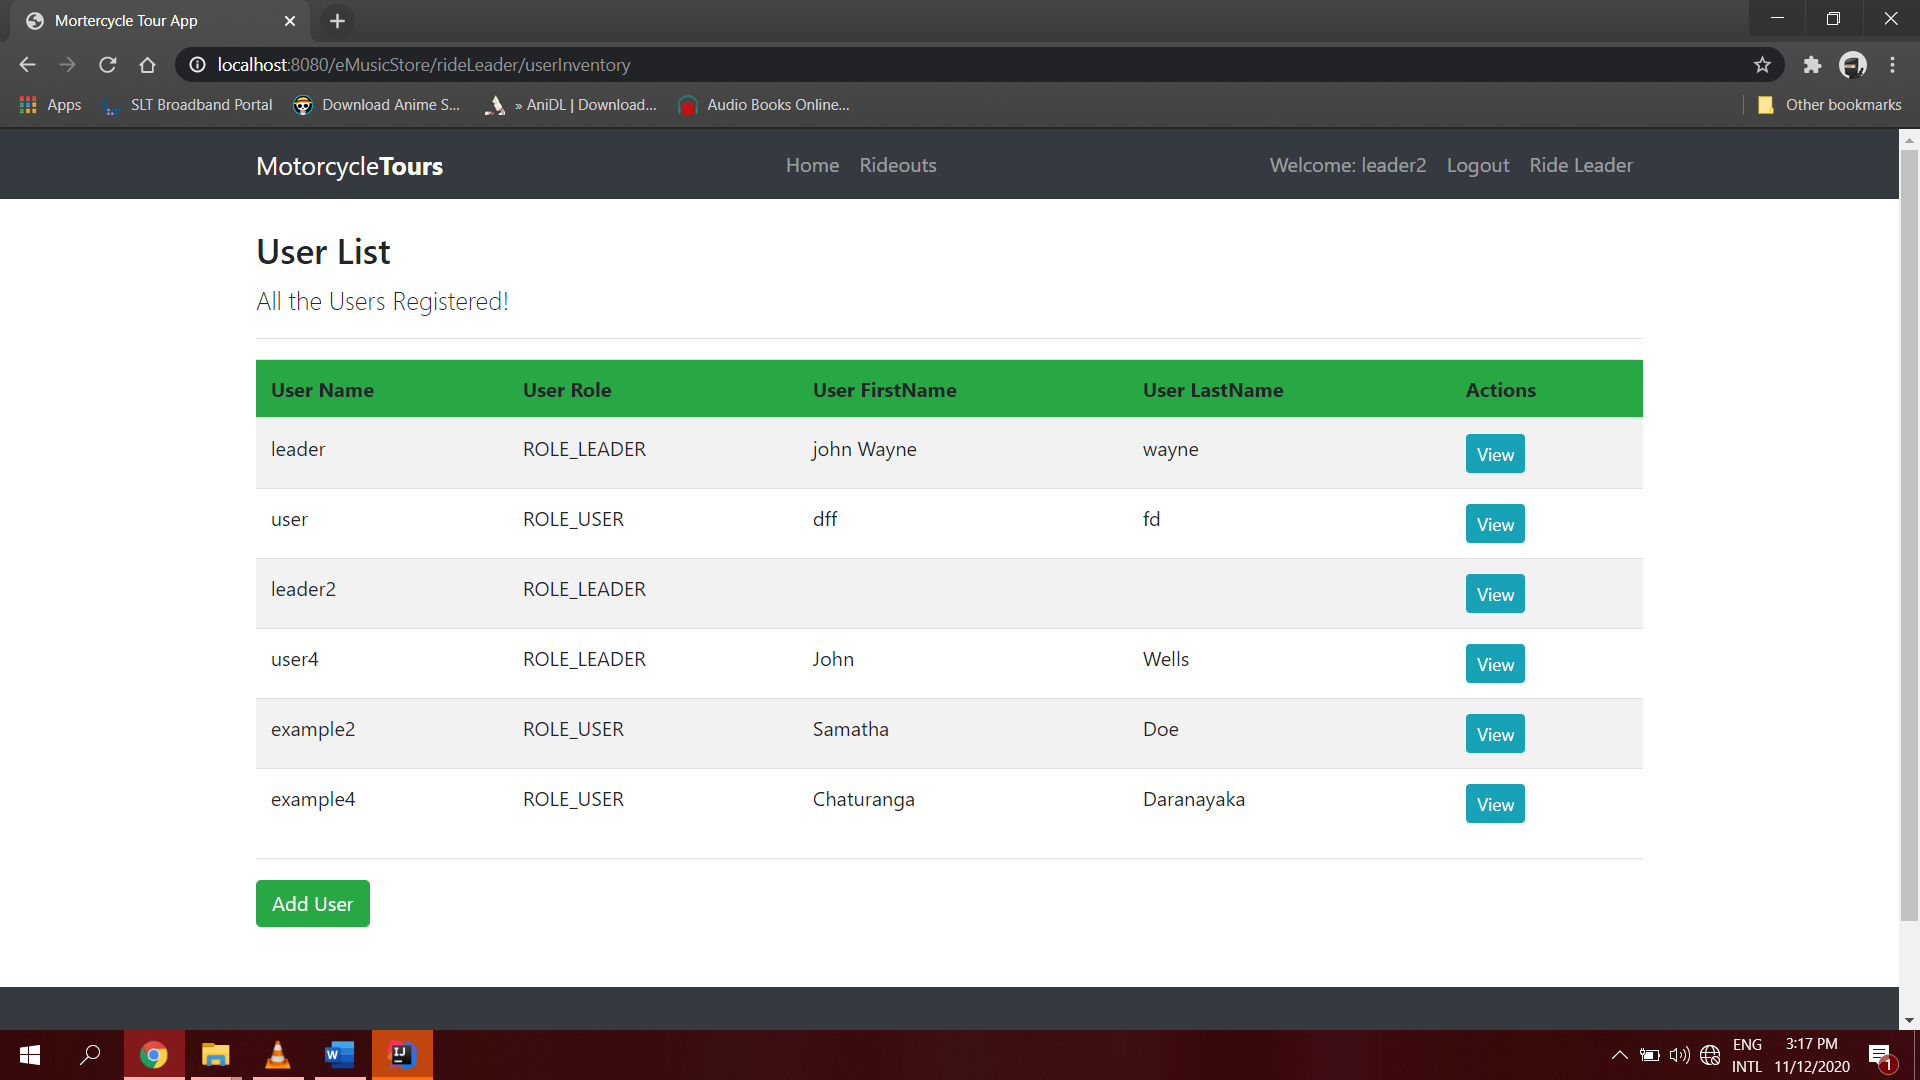 Mortercycle Tour App
localhost:8080/eMusicStore/rideLeader/userInventory
Apps SLT Broadband Portal Download Anime S... » AniDL | Download... Audio Books Online... Other bookmarks
MotorcycleTours Home Rideouts Welcome: leader2 Logout Ride Leader
User List
All the Users Registered!
User Name User Role User FirstName User LastName Actions
leader ROLE_LEADER john Wayne wayne View
user ROLE_USER dff fd View
leader2 ROLE_LEADER View
user4 ROLE_LEADER John Wells View
example2 ROLE_USER Samatha Doe View
example4 ROLE_USER Chaturanga Daranayaka View
Add User
ENG 3:17 PM
INTL 11/12/2020 1